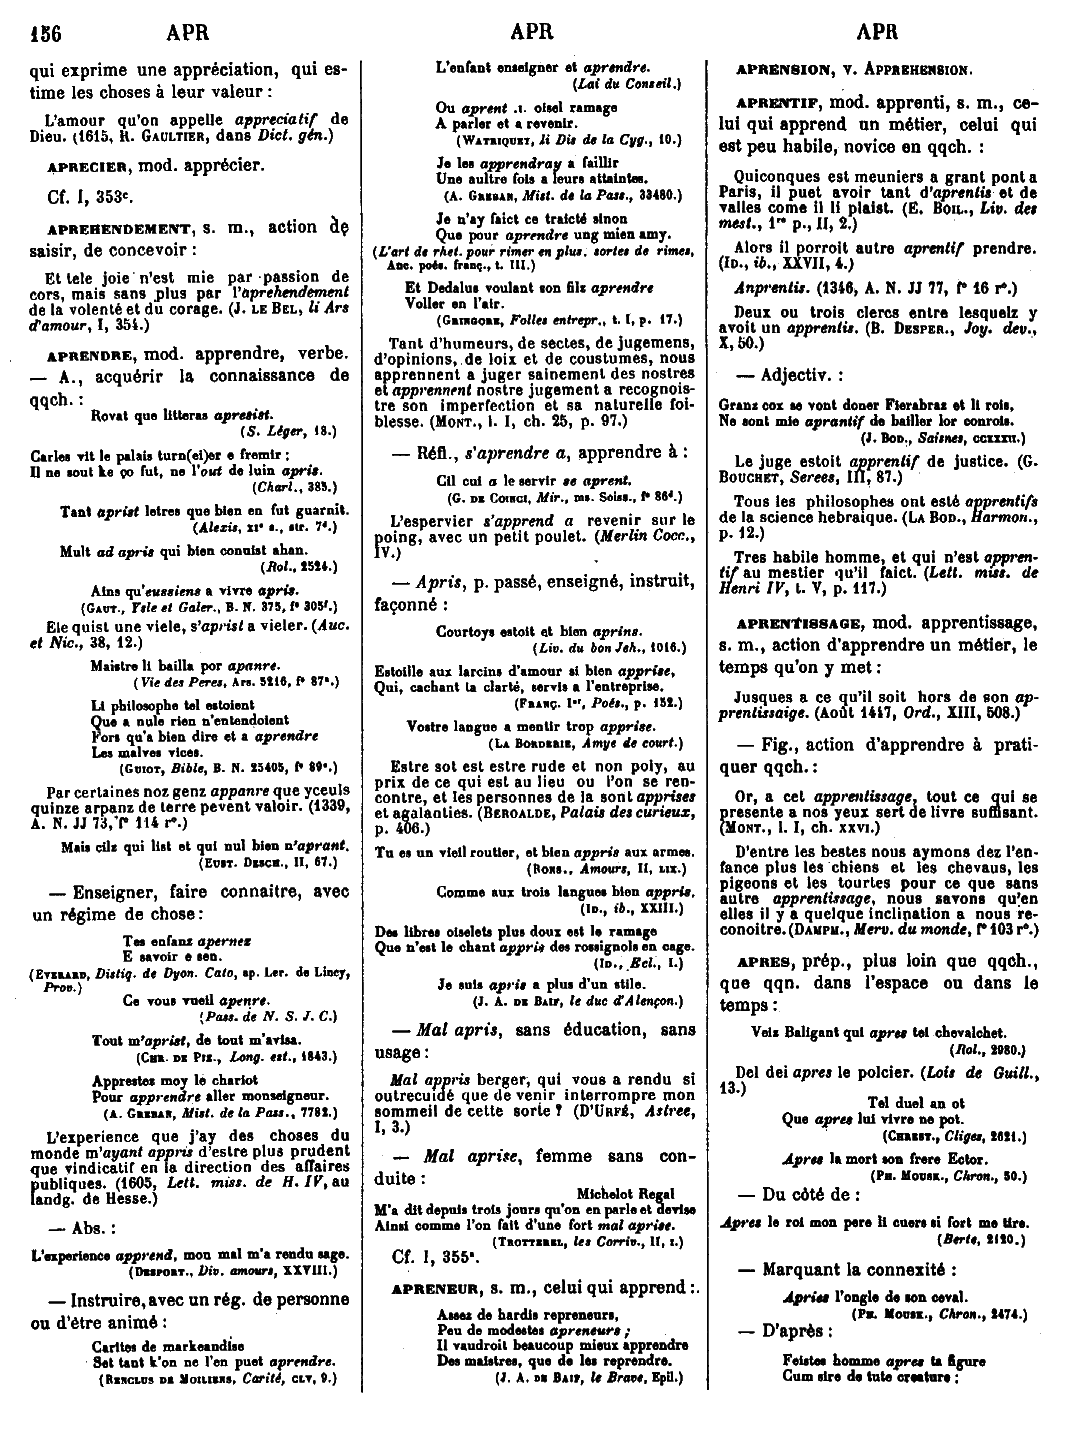 156 APR APR APR
qui exprime une appréciation, qui es-
time les choses à leur valeur :
L'amour qu'on appelle appreciatif de
Dieu. (1615, R. GAULTIER, dans Dict. gén.)
APRECIER, mod. apprécier.
Cf. I, 353c.
APREHENDEMENT, s. m., action de
saisir, de concevoir :
Et tele joie n'est mie par passion de
cors, mais sans plus par l'aprehendement
de la volenté et du corage. (J. LE BEL, li Ars
d'amour, I, 354.)
APRENDRE, mod. apprendre, verbe.
— A., acquérir la connaissance de
qqch. :
Rovat que litteras apresist.
(S. Léger, 18.)
Carles vit le palais turn(ei)er e fremir ;
Il ne sout ke ço fut, ne l'out de luin apris.
(Charl., 385.)
Tant aprist letres que bien en fut guarnit.
(Alexis, XIe s., str. 7d.)
Mult ad apris qui bien conuist ahan.
(Rol., 2524.)
Ains qu'eussiens a vivre apris.
(GAUT., Ysle et Galer., B. N. 375, f° 305f.)
Ele quist une viele, s'aprist a vieler. (Auc.
et Nic., 38, 12.)
Maistre li bailla por apanre.
(Vie des Peres, Ars. 5216, f° 87a.)
Li philosophe tel estoient
Que a nule rien n'entendoient
Fors qu'a bien dire et a aprendre
Les malves vices.
(GUIOT, Bible, B. N. 25405, f° 89a.)
Par certaines noz genz appanre que yceuls
quinze arpanz de terre pevent valoir. (1339,
A. N. JJ 73, f° 114 r°.)
Mais cilz qui list et qui nul bien n'aprant.
(EUST. DESCH., II, 67.)
— Enseigner, faire connaitre, avec
un régime de chose :
Tes enfanz apernez
E savoir e sen.
(EVERARD, Distiq. de Dyon. Cato, ap. Ler. de Lincy,
Prov.)
Ce vous vueil apenre.
(Pass. de N. S. J. C.)
Tout m'aprist, de tout m'avisa.
(CHR. DE PIZ., Long. est., 1843.)
Apprestez moy le chariot
Pour apprendre aller monseigneur.
(A. GREBAN, Mist. de la Pass., 7782.)
L'experience que j'ay des choses du
monde m'ayant appris d'estre plus prudent
que vindicatif en la direction des affaires
publiques. (1605, Lett. miss. de H. IV, au
landg. de Hesse.)
— Abs. :
L'experience apprend, mon mal m'a rendu sage.
(DESPORT., Div. amours, XXVIII.)
— Instruire, avec un rég. de personne
ou d'être animé :
Carites de markeandise
Set tant k'on ne l'en puet aprendre.
(RENCLUS DE MOILIENS, Carité, CLV, 9.)
L'enfant enseigner et aprendre.
(Lai du Conseil.)
Ou aprent .I. oisel ramage
A parler et a revenir.
(WATRIQUET, li Dis de la Cyg., 10.)
Je les apprendray a faillir
Une aultre fois a leurs attaintes.
(A. GREBAN, Mist. de la Pass., 33480.)
Je n'ay faict ce traicté sinon
Que pour aprendre ung mien amy.
(L'art de rhet. pour rimer en plus. sortes de rimes,
Anc. poés. franç., t. III.)
Et Dedalus voulant son filz aprendre
Voller en l'air.
(GRINGORE, Folles entrepr., t. I, p. 17.)
Tant d'humeurs, de sectes, de jugemens,
d'opinions, de loix et de coustumes, nous
apprennent a juger sainement des nostres
et apprennent nostre jugement a recognois-
tre son imperfection et sa naturelle foi-
blesse. (MONT., l. I, ch. 25, p. 97.)
— Réfl., s'aprendre a, apprendre à :
Cil cui a le servir se aprent.
(G. DE COINCI, Mir., ms. Soiss., f° 86d.)
L'espervier s'apprend a revenir sur le
poing, avec un petit poulet. (Merlin Cocc.,
IV.)
— Apris, p. passé, enseigné, instruit,
façonné :
Courtoys estoit et bien aprins.
(Liv. du bon Jeh., 1016.)
Estoille aux larcins d'amour si bien apprise,
Qui, cachant ta clarté, servis a l'entreprise.
(FRANÇ. Ier, Poés., p. 152.)
Vostre langue a mentir trop apprise.
(LA BORDERIE, Amye de court.)
Estre sot est estre rude et non poly, au
prix de ce qui est au lieu ou l'on se ren-
contre, et les personnes de la sont apprises
et agalanties. (BEROALDE, Palais des curieux,
p. 406.)
Tu es un vieil routier, et bien appris aux armes.
(RONS., Amours, II, LIX.)
Comme aux trois langues bien appris.
(ID., ib., XXIII.)
Des libres oiselets plus doux est le ramage
Que n'est le chant appris des rossignols en cage.
(ID., Ecl., I.)
Je suis apris a plus d'un stile.
(J. A. DE BAIF, le duc d'Alençon.)
— Mal apris, sans éducation, sans
usage :
Mal appris berger, qui vous a rendu si
outrecuidé que de venir interrompre mon
sommeil de cette sorte ? (D'URFÉ, Astree,
I, 3.)
— Mal aprise, femme sans con-
duite :
Michelot Regal
M'a dit depuis trois jours qu'on en parle et devise
Ainsi comme l'on fait d'une fort mal aprise.
(TROTTEREL, les Corriv., II, I.)
Cf. I, 355a.
APRENEUR, s. m., celui qui apprend :
Assez de hardis repreneurs,
Peu de modestes apreneurs ;
Il vaudroit beaucoup mieux apprendre
Des maistres, que de les reprendre.
(J. A. DE BAIF, le Brave, Epil.)
APRENSION, v. APPREHENSION.
APRENTIF, mod. apprenti, s. m., ce-
lui qui apprend un métier, celui qui
est peu habile, novice en qqch. :
Quiconques est meuniers a grant pont a
Paris, il puet avoir tant d'aprentis et de
valles come il li plaist. (E. BOIL., Liv. des
mest., 1re p., II, 2.)
Alors il porroit autre aprentif prendre.
(ID., ib., XXVII, 4.)
Anprentis. (1346, A. N. JJ 77, f° 16 r°.)
Deux ou trois clercs entre lesquelz y
avoit un apprentis. (B. DESPER., Joy. dev.,
X, 50.)
— Adjectiv. :
Granz cox se vont doner Fierabraz et li rois,
Ne sont mie aprantif de bailler lor conrois.
(J. BOD., Saisnes, CCXXXII.)
Le juge estoit apprentif de justice. (G.
BOUCHET, Serees, III, 87.)
Tous les philosophes ont esté apprentifs
de la science hebraique. (LA BOD., Harmon.,
p. 12.)
Tres habile homme, et qui n'est appren-
tif au mestier qu'il faict. (Lett. miss. de
Henri IV, t. V, p. 117.)
APRENTISSAGE, mod. apprentissage,
s. m., action d'apprendre un métier, le
temps qu'on y met :
Jusques a ce qu'il soit hors de son ap-
prentissaige. (Août 1417, Ord., XIII, 508.)
— Fig., action d'apprendre à prati-
quer qqch. :
Or, a cet apprentissage, tout ce qui se
presente a nos yeux sert de livre suffisant.
(MONT., l. I, ch. XXVI.)
D'entre les bestes nous aymons dez l'en-
fance plus les chiens et les chevaus, les
pigeons et les tourtes pour ce que sans
autre apprentissage, nous savons qu'en
elles il y a quelque inclination a nous re-
conoitre. (DAMPM., Merv. du monde, f° 103 r°.)
APRES, prép., plus loin que qqch.,
que qqn. dans l'espace ou dans le
temps :
Veiz Baligant qui apres tei chevalchet.
(Rol., 2980.)
Del dei apres le polcier. (Lois de Guill.,
13.)
Tel duel an ot
Que apres lui vivre ne pot.
(CHREST., Cliges, 2621.)
Apres la mort son frere Ector.
(PH. MOUSK., Chron., 50.)
— Du côté de :
Apres le roi mon pere li cuers si fort me tire.
(Berte, 2120.)
— Marquant la connexité :
Apries l'ongle de son ceval.
(PH. MOUSK., Chron., 2474.)
— D'après :
Feistes homme apres ta figure
Cum sire de tute creature :